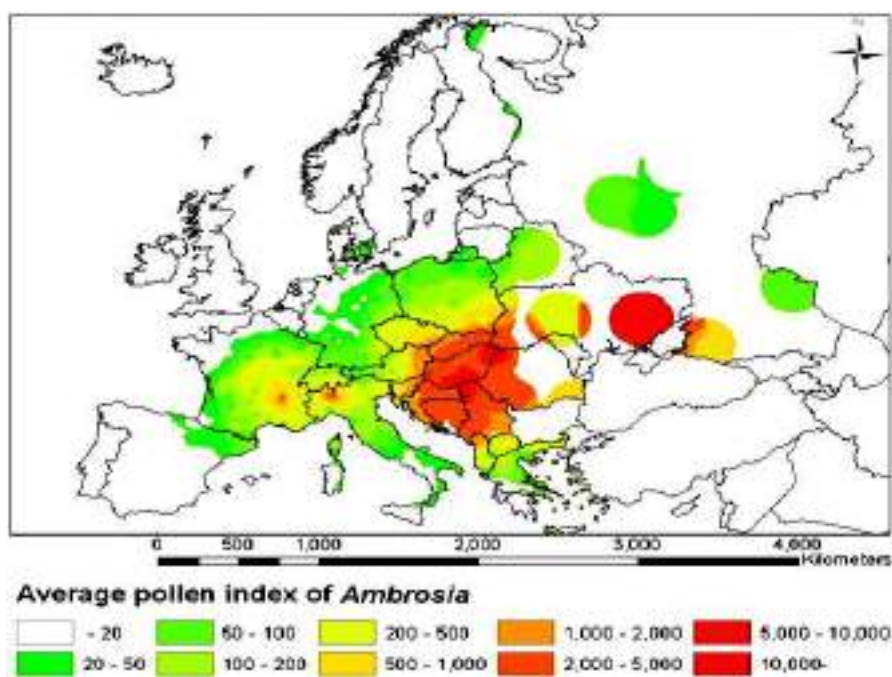 0 500 1,000 2,000 3,000 4,000
Kilometers
Average pollen index of Ambrosia
- 20 50 - 100 200 - 500 1,000 - 2,000 5,000 - 10,000
20 - 50 100 - 200 500 - 1,000 2,000 - 5,000 10,000-